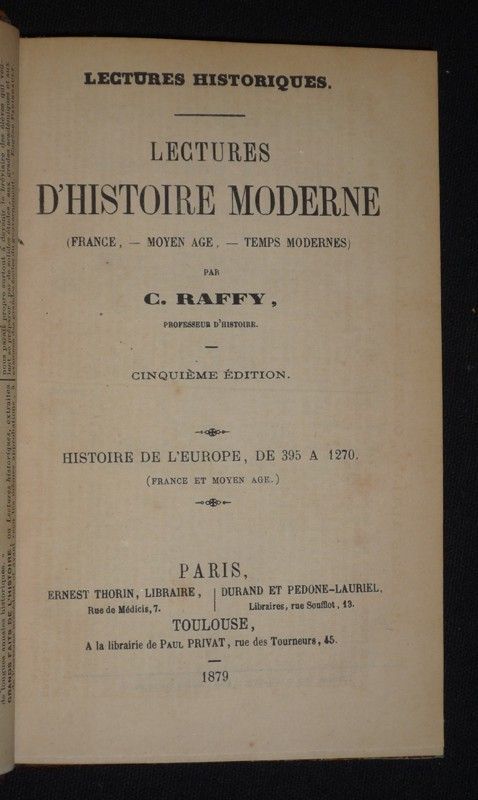 LECTURES HISTORIQUES.
LECTURES
D'HISTOIRE MODERNE
(FRANCE, — MOYEN AGE, — TEMPS MODERNES)
PAR
C. RAFFY,
PROFESSEUR D'HISTOIRE.
CINQUIÈME ÉDITION.
HISTOIRE DE L'EUROPE, DE 395 A 1270.
(FRANCE ET MOYEN AGE.)
PARIS,
ERNEST THORIN, LIBRAIRE,
Rue de Médicis, 7.
DURAND ET PEDONE-LAURIEL,
Libraires, rue Soufflot, 13.
TOULOUSE,
A la librairie de PAUL PRIVAT, rue des Tourneurs, 45.
1879